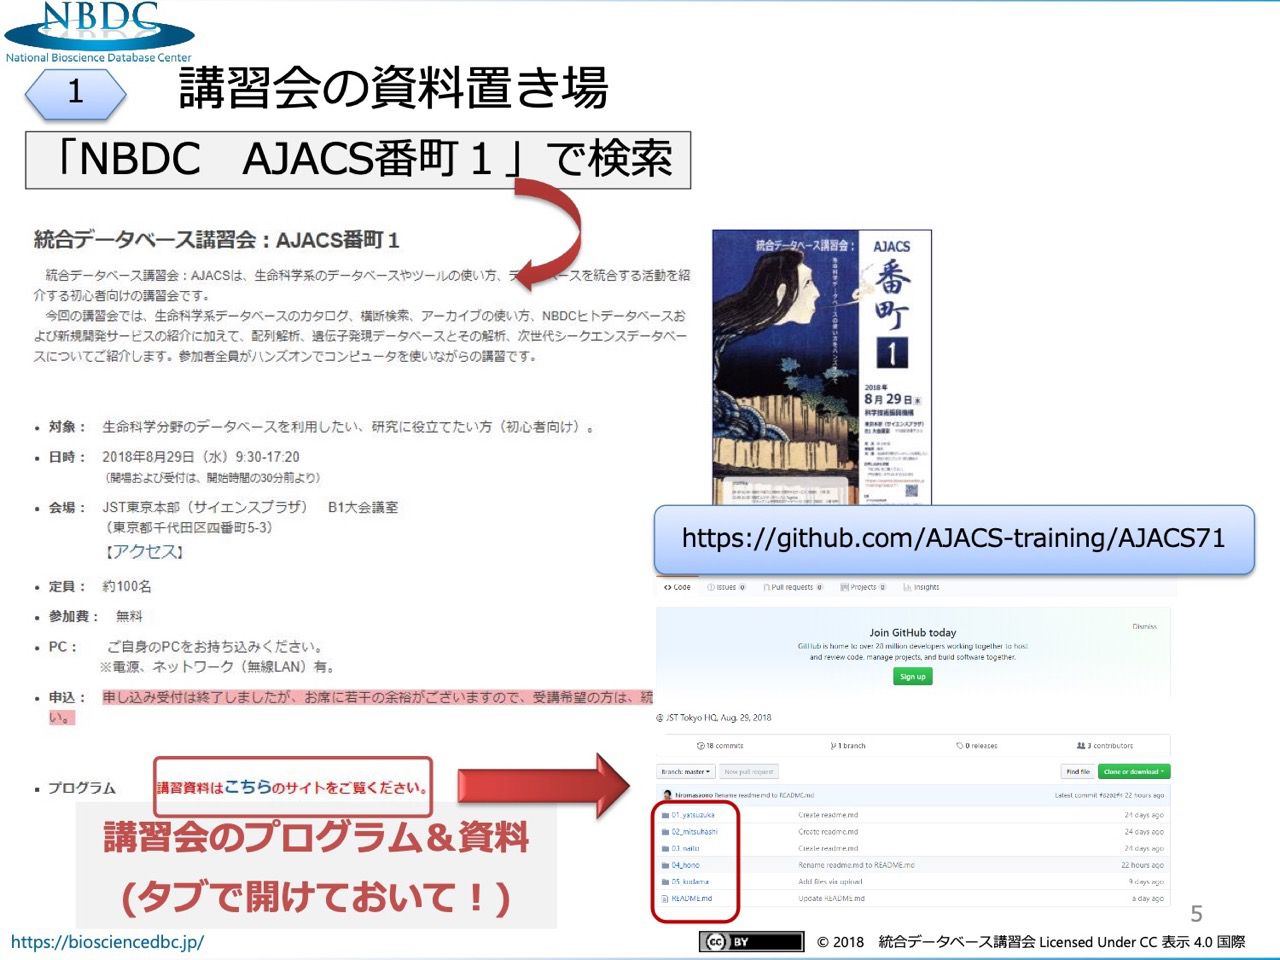 NBDC
National Bioscience Database Center
1
講習会の資料置き場
「NBDC　AJACS番町１」で検索
統合データベース講習会：AJACS番町１
統合データベース講習会：AJACSは、生命科学系のデータベースやツールの使い方、データベースを統合する活動を紹
介する初心者向けの講習会です。
今回の講習会では、生命科学系データベースのカタログ、横断検索、アーカイブの使い方、NBDCヒトデータベースお
よび新規開発サービスの紹介に加えて、配列解析、遺伝子発現データベースとその解析、次世代シークエンスデータベー
スについてご紹介します。参加者全員がハンズオンでコンピュータを使いながらの講習です。
• 対象： 生命科学分野のデータベースを利用したい、研究に役立てたい方（初心者向け）。
• 日時： 2018年8月29日（水）9:30-17:20
（開場および受付は、開始時間の30分前より）
• 会場： JST東京本部（サイエンスプラザ）　B1大会議室
（東京都千代田区四番町5-3）
【アクセス】
• 定員： 約100名
• 参加費： 無料
• PC： ご自身のPCをお持ち込みください。
※電源、ネットワーク（無線LAN）有。
• 申込： 申し込み受付は終了しましたが、お席に若干の余裕がございますので、受講希望の方は、統
い。
• プログラム
講習資料はこちらのサイトをご覧ください。
講習会のプログラム＆資料
(タブで開けておいて！)
統合データベース講習会：
AJACS
番町
1
2018年
8月29日水
科学技術振興機構
東京本部（サイエンスプラザ）
https://github.com/AJACS-training/AJACS71
Code
Issues 0
Pull requests 0
Projects 0
Insights
Dismiss
Join GitHub today
GitHub is home to over 28 million developers working together to host
and review code, manage projects, and build software together.
Sign up
@ JST Tokyo HQ, Aug. 29, 2018
18 commits
1 branch
0 releases
3 contributors
Branch: master
New pull request
Find file
Clone or download
hiromasaono Rename readme.md to README.md
Latest commit 22 hours ago
01_yatsuzuka Create readme.md 24 days ago
02_mitsuhashi Create readme.md 24 days ago
03_naito Create readme.md 24 days ago
04_hono Rename readme.md to README.md 22 hours ago
05_kodama Add files via upload 9 days ago
README.md Update README.md a day ago
5
https://biosciencedbc.jp/
CC BY
© 2018　統合データベース講習会 Licensed Under CC 表示 4.0 国際